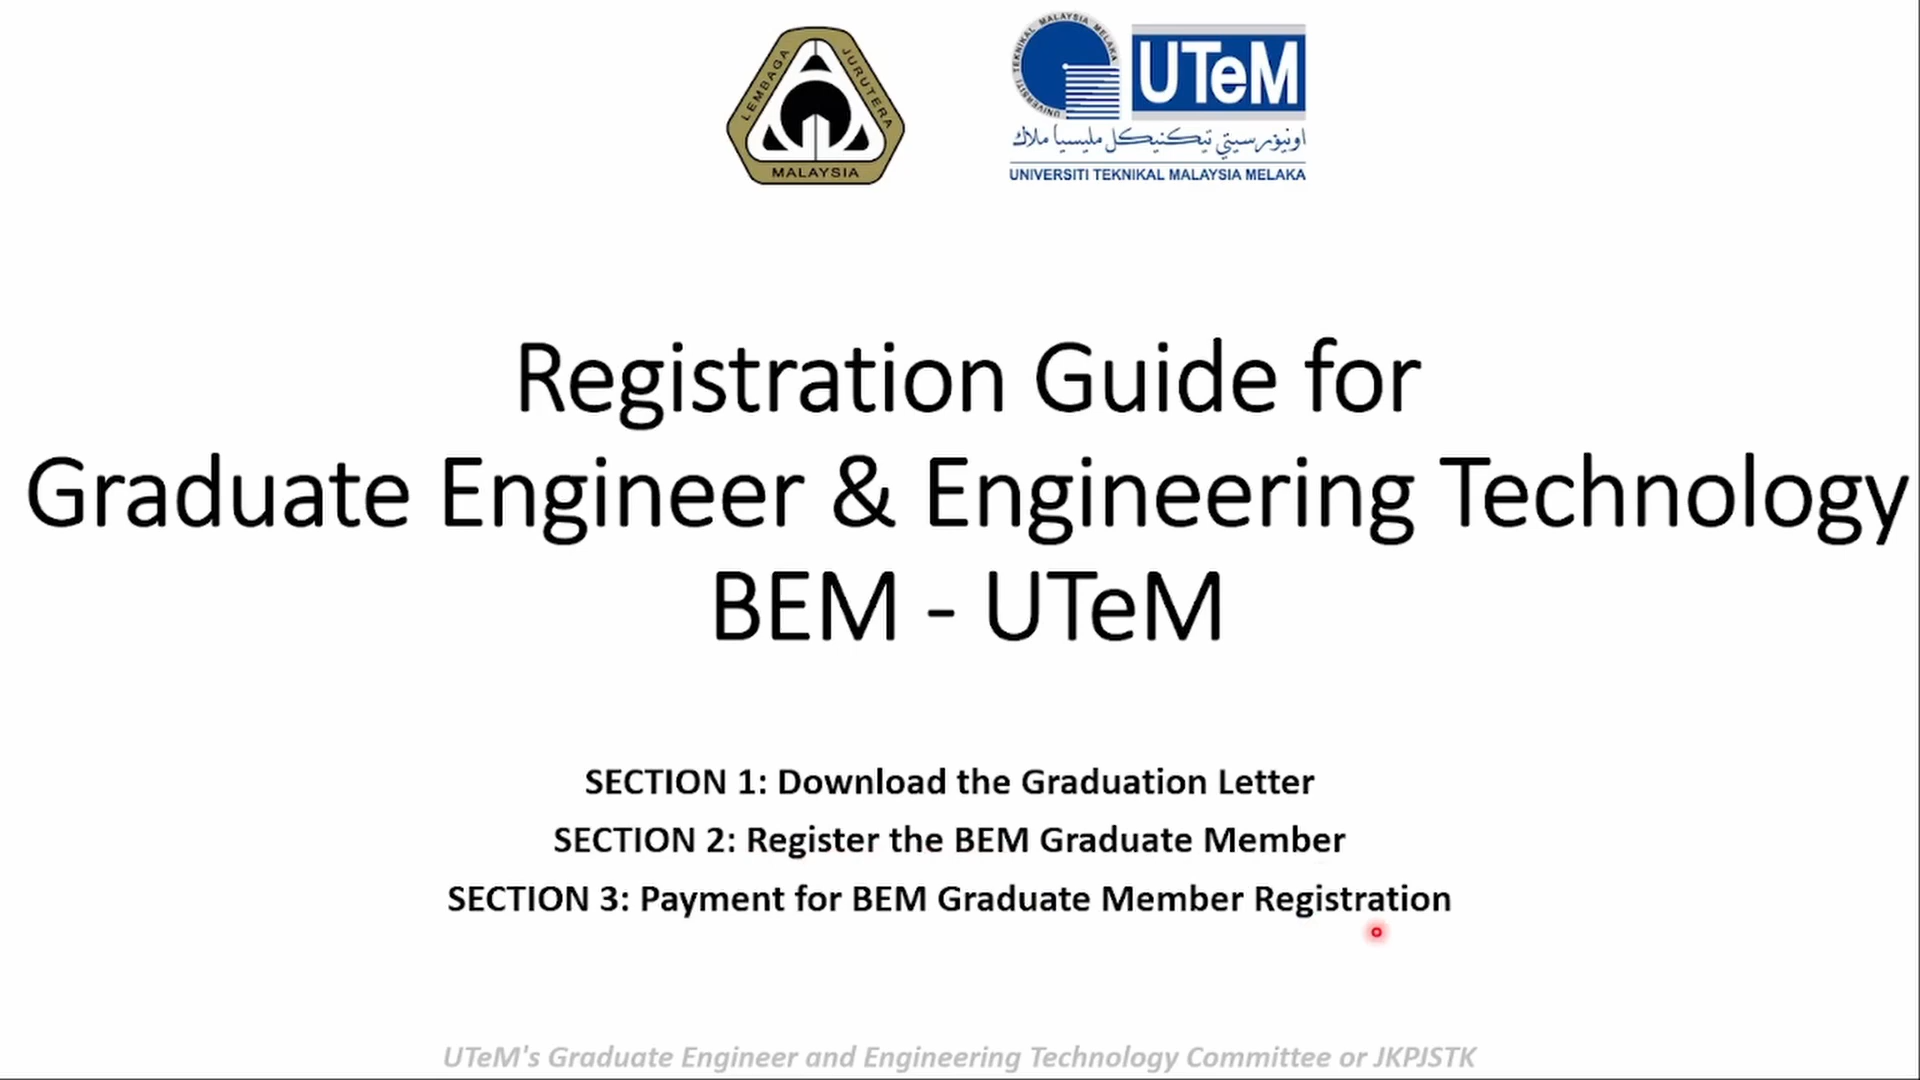 LEMBAGA JURUTERA
MALAYSIA
UNIVERSITI TEKNIKAL MALAYSIA MELAKA
UTeM
اونيۏرسيتي تيکنيکل مليسيا ملاک
UNIVERSITI TEKNIKAL MALAYSIA MELAKA
Registration Guide for
Graduate Engineer & Engineering Technology
BEM - UTeM
SECTION 1: Download the Graduation Letter
SECTION 2: Register the BEM Graduate Member
SECTION 3: Payment for BEM Graduate Member Registration
UTeM's Graduate Engineer and Engineering Technology Committee or JKPJSTK